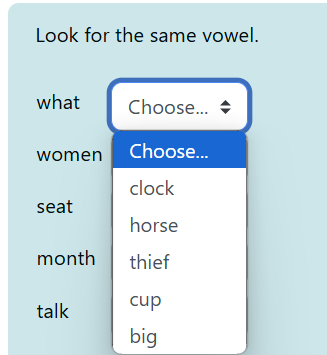 Look for the same vowel.
what Choose...
women Choose...
clock
seat horse
month thief
cup
talk big